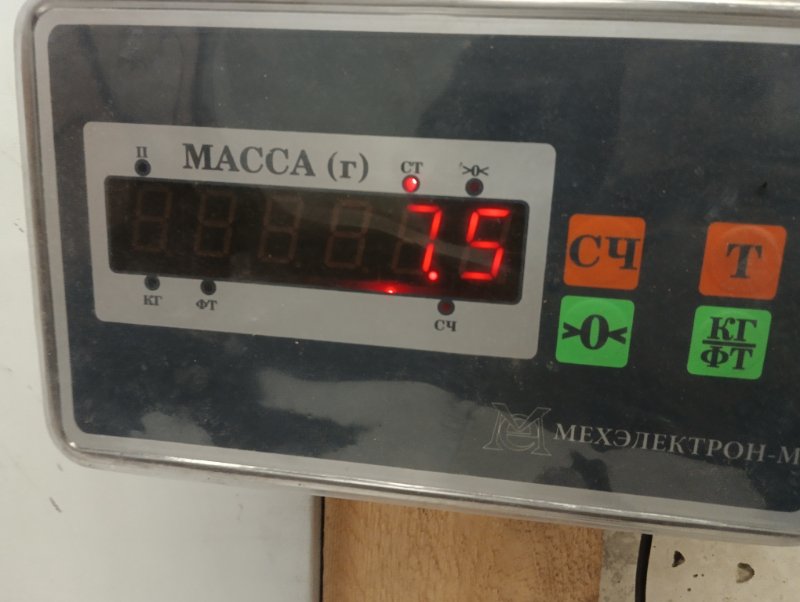 П МАССА (г) СТ >0<
7.5
КГ ФТ СЧ
СЧ Т
>0< КГ
ФТ
МЕХЭЛЕКТРОН-М